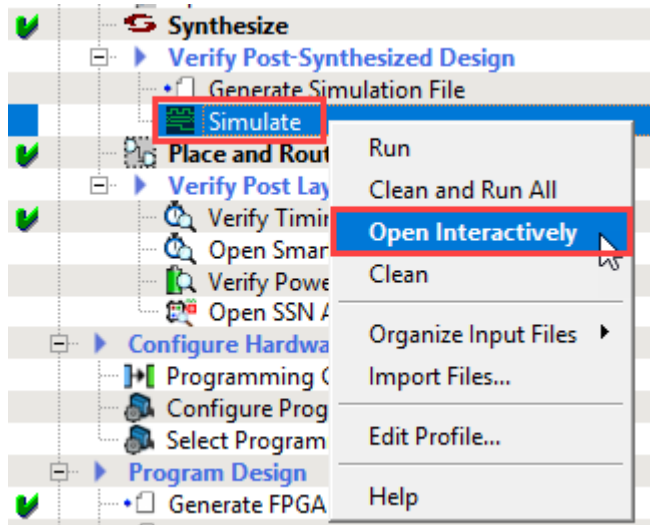 Synthesize
Verify Post-Synthesized Design
Generate Simulation File
Simulate
Place and Rout
Verify Post Lay
Verify Timi
Open Smar
Verify Powe
Open SSN A
Configure Hardwa
Programming
Configure Prog
Select Program
Program Design
Generate FPGA
Run
Clean and Run All
Open Interactively
Clean
Organize Input Files
Import Files...
Edit Profile...
Help